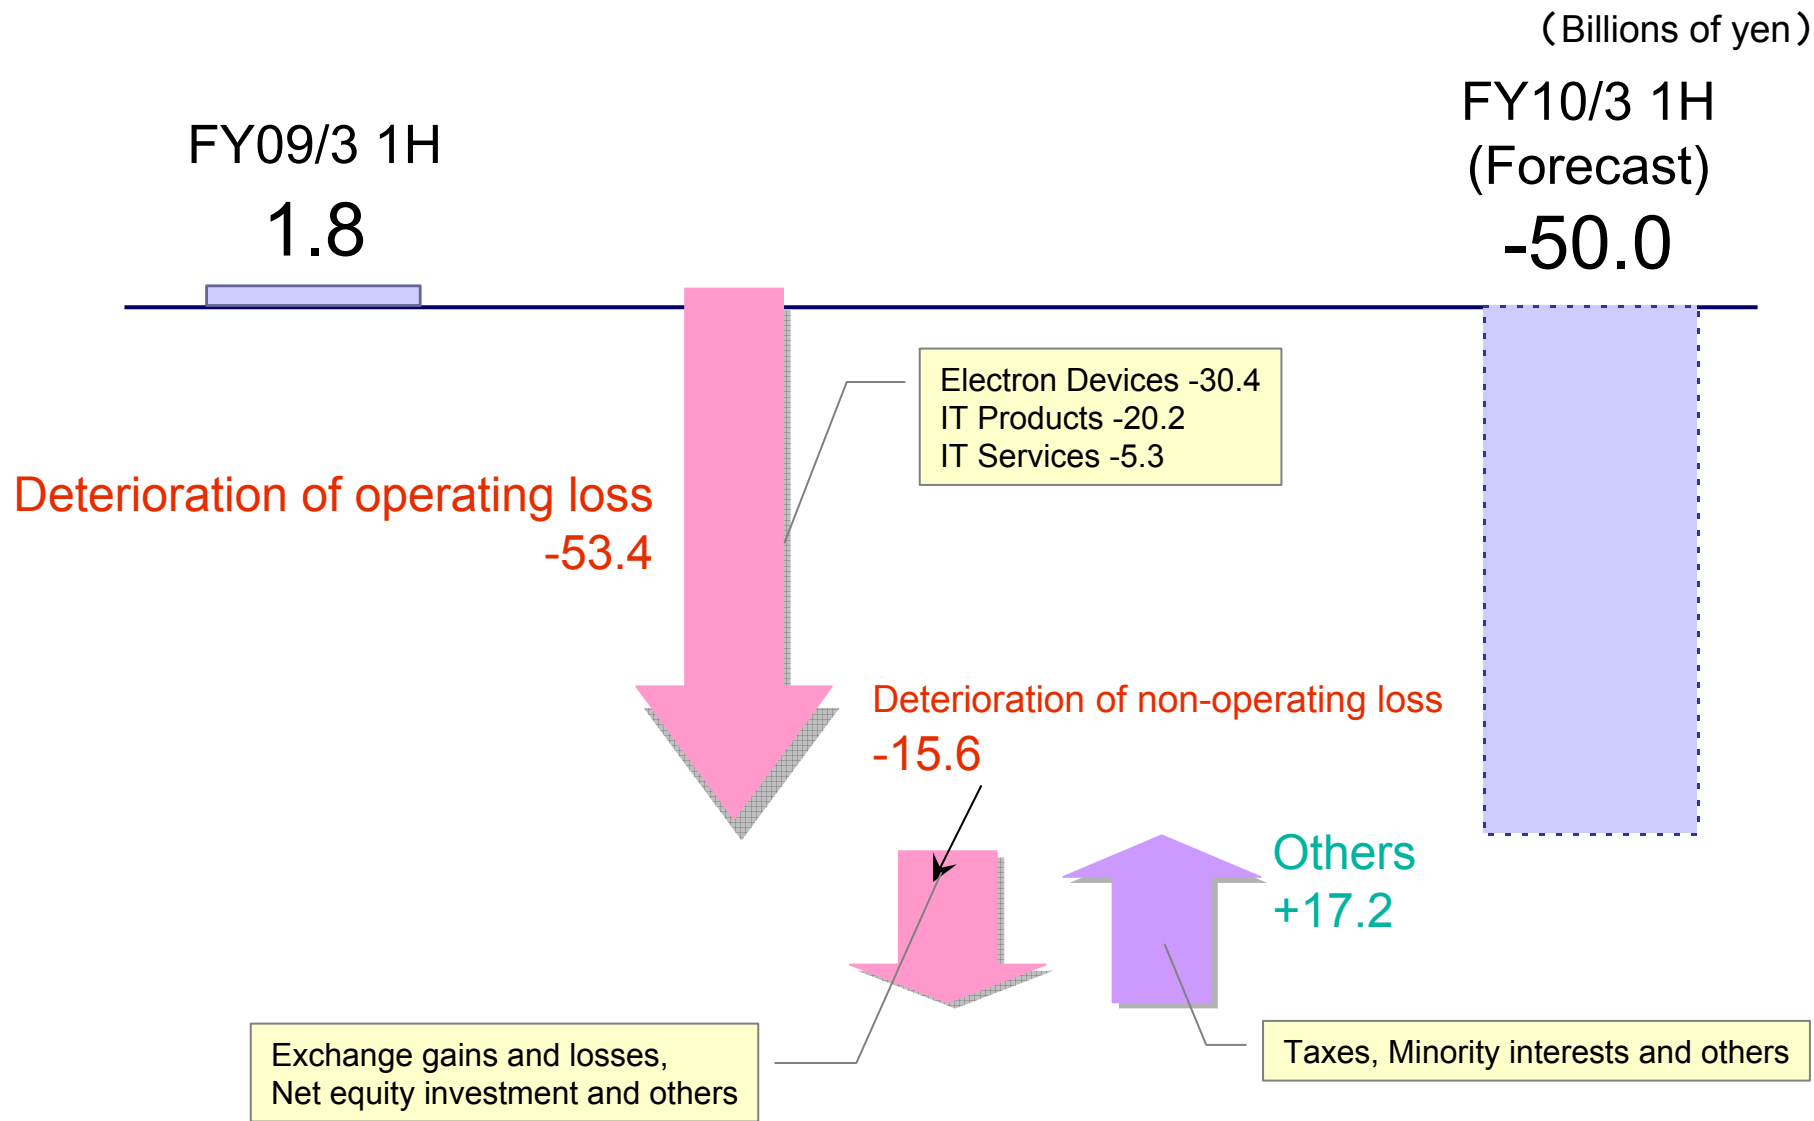 （Billions of yen）
FY09/3 1H
1.8
FY10/3 1H
(Forecast)
-50.0
Electron Devices -30.4
IT Products -20.2
IT Services -5.3
Deterioration of operating loss
-53.4
Deterioration of non-operating loss
-15.6
Others
+17.2
Exchange gains and losses,
Net equity investment and others
Taxes, Minority interests and others